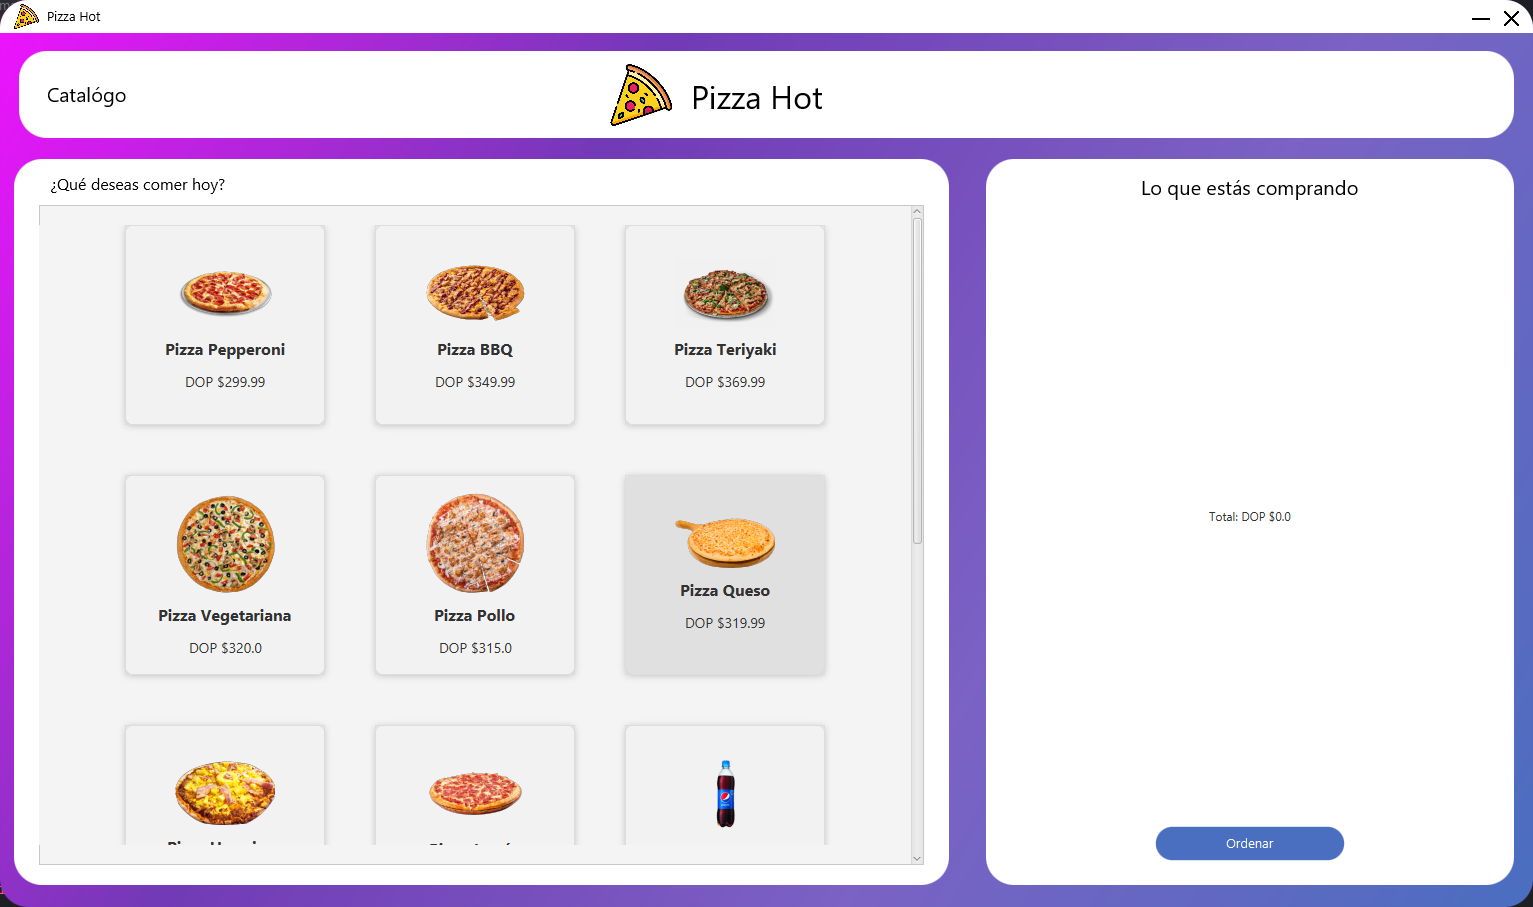 Pizza Hot
Catalógo
Pizza Hot
¿Qué deseas comer hoy?
Pizza Pepperoni
DOP $299.99
Pizza BBQ
DOP $349.99
Pizza Teriyaki
DOP $369.99
Pizza Vegetariana
DOP $320.0
Pizza Pollo
DOP $315.0
Pizza Queso
DOP $319.99
Lo que estás comprando
Total: DOP $0.0
Ordenar